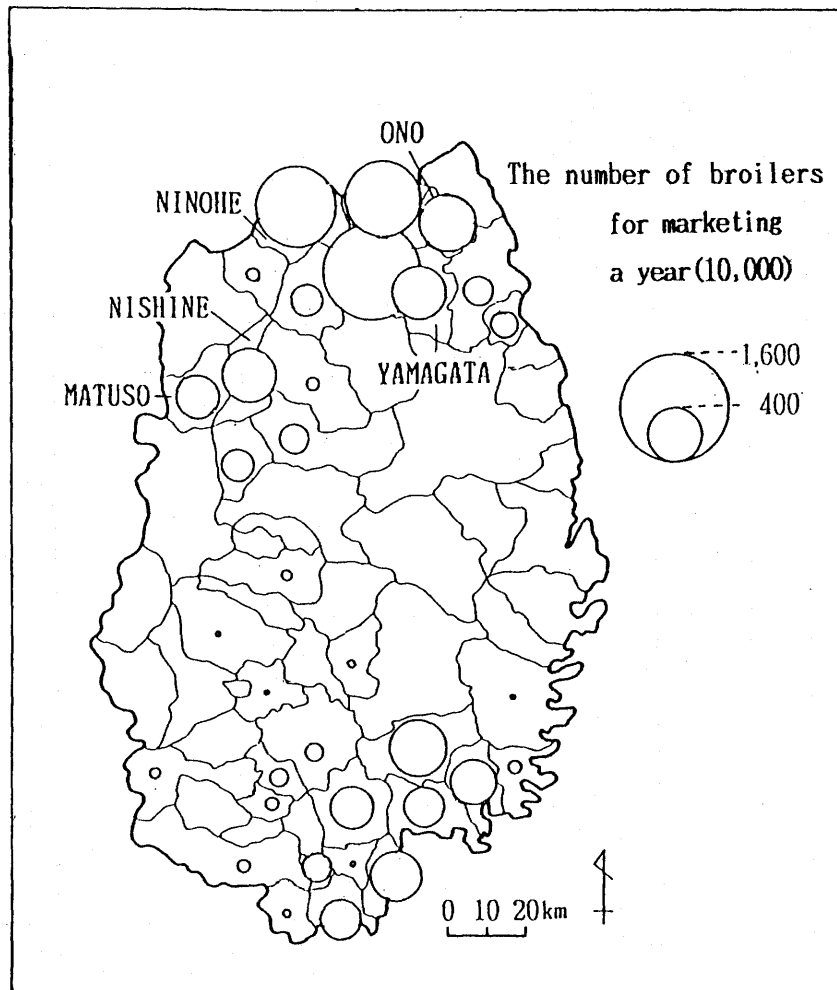 ONO
The number of broilers
for marketing
a year(10,000)
NINOHE
NISHINE
MATUSO
YAMAGATA
1,600
400
0 10 20km